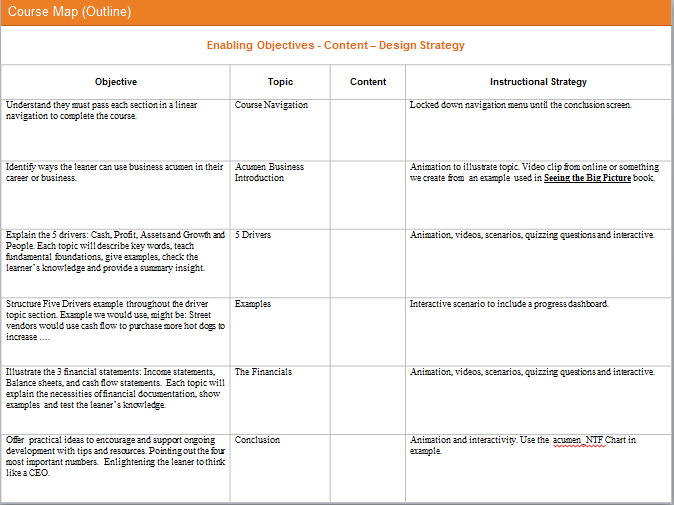 Course Map (Outline)
Enabling Objectives - Content – Design Strategy
Objective
Topic
Content
Instructional Strategy
Understand they must pass each section in a linear
navigation to complete the course.
Course Navigation
Locked down navigation menu until the conclusion screen.
Identify ways the leaner can use business acumen in their
career or business.
Acumen Business
Introduction
Animation to illustrate topic. Video clip from online or something
we create from an example used in Seeing the Big Picture book.
Explain the 5 drivers: Cash, Profit, Assets and Growth and
People. Each topic will describe key words, teach
fundamental foundations, give examples, check the
learner's knowledge and provide a summary insight.
5 Drivers
Animation, videos, scenarios, quizzing questions and interactive.
Structure Five Drivers example throughout the driver
topic section. Example we would use, might be: Street
vendors would use cash flow to purchase more hot dogs to
increase ….
Examples
Interactive scenario to include a progress dashboard.
Illustrate the 3 financial statements: Income statements,
Balance sheets, and cash flow statements. Each topic will
explain the necessities of financial documentation, show
examples and test the leaner's knowledge.
The Financials
Animation, videos, scenarios, quizzing questions and interactive.
Offer practical ideas to encourage and support ongoing
development with tips and resources. Pointing out the four
most important numbers. Enlightening the leaner to think
like a CEO.
Conclusion
Animation and interactivity. Use the acumen_NTF Chart in
example.